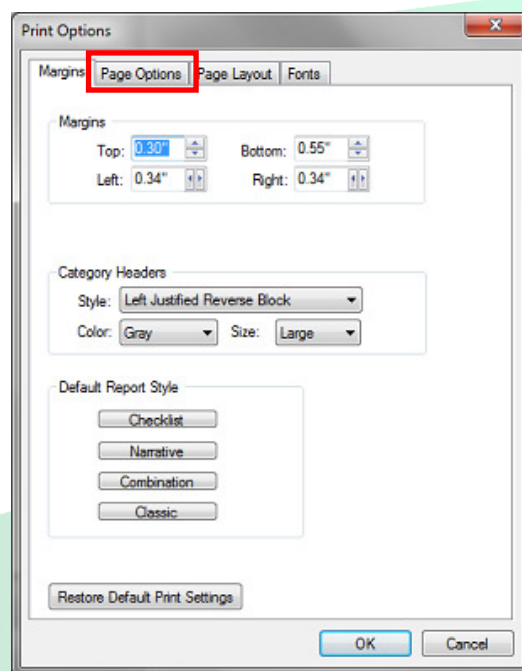 Print Options
Margins Page Options Page Layout Fonts
Margins
Top: 0.30" Bottom: 0.55"
Left: 0.34" Right: 0.34"
Category Headers
Style: Left Justified Reverse Block
Color: Gray Size: Large
Default Report Style
Checklist
Narrative
Combination
Classic
Restore Default Print Settings
OK Cancel